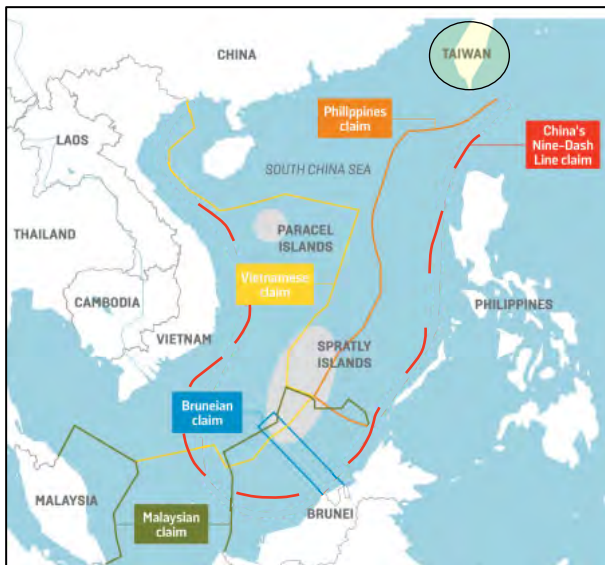 CHINA
TAIWAN
Philippines
claim
China's
Nine-Dash
Line claim
LAOS
SOUTH CHINA SEA
THAILAND
PARACEL
ISLANDS
Vietnamese
claim
CAMBODIA
PHILIPPINES
VIETNAM
SPRATLY
ISLANDS
Bruneian
claim
MALAYSIA
Malaysian
claim
BRUNEI